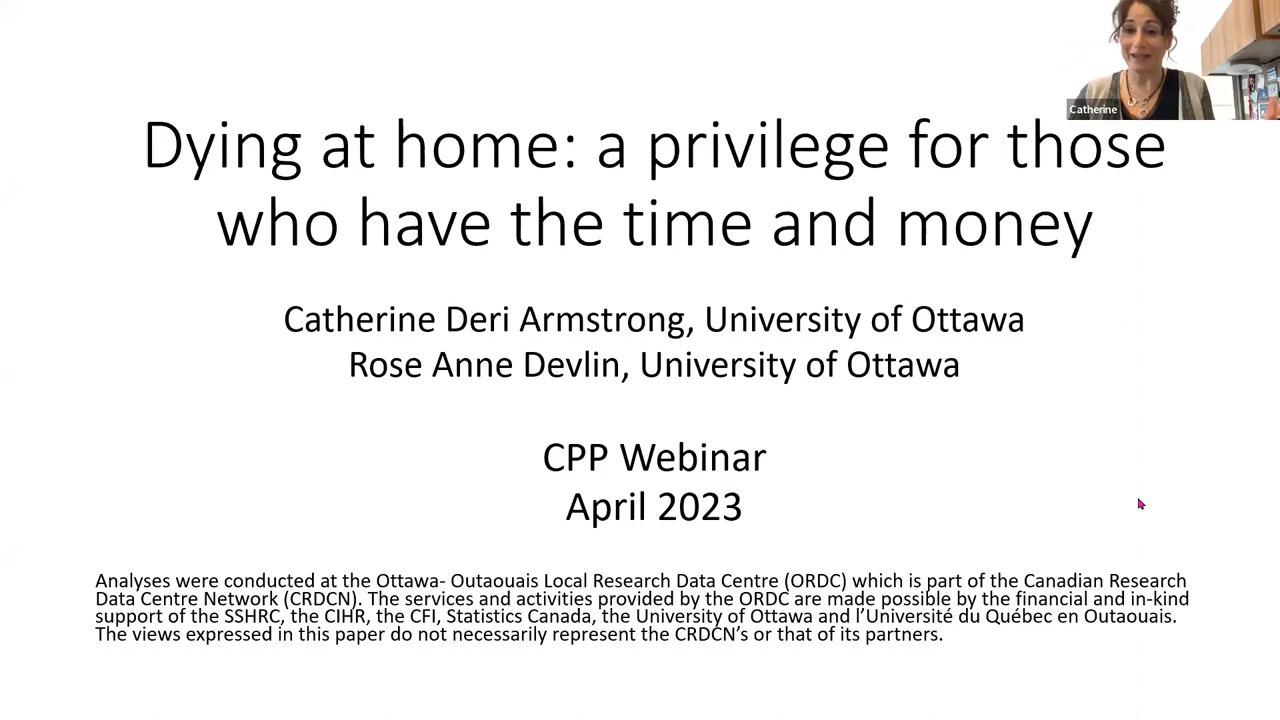 Catherine
Dying at home: a privilege for those
who have the time and money
Catherine Deri Armstrong, University of Ottawa
Rose Anne Devlin, University of Ottawa
CPP Webinar
April 2023
Analyses were conducted at the Ottawa- Outaouais Local Research Data Centre (ORDC) which is part of the Canadian Research
Data Centre Network (CRDCN). The services and activities provided by the ORDC are made possible by the financial and in-kind
support of the SSHRC, the CIHR, the CFI, Statistics Canada, the University of Ottawa and l’Université du Québec en Outaouais.
The views expressed in this paper do not necessarily represent the CRDCN’s or that of its partners.